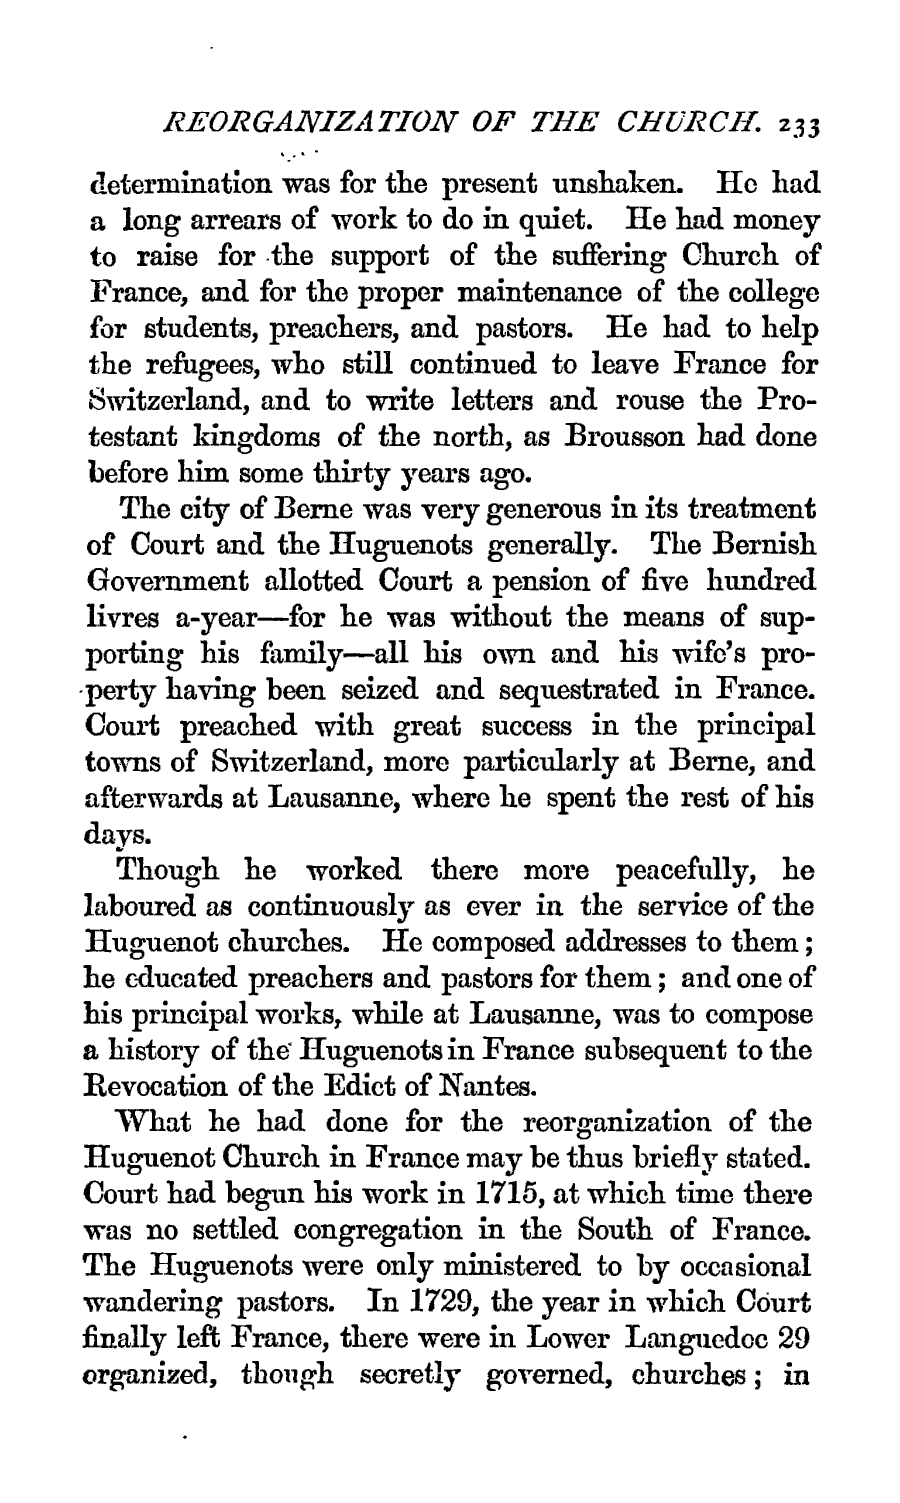 REORGANIZATION OF THE CHURCH. 233
determination was for the present unshaken. He had
a long arrears of work to do in quiet. He had money
to raise for the support of the suffering Church of
France, and for the proper maintenance of the college
for students, preachers, and pastors. He had to help
the refugees, who still continued to leave France for
Switzerland, and to write letters and rouse the Pro-
testant kingdoms of the north, as Brousson had done
before him some thirty years ago.
The city of Berne was very generous in its treatment
of Court and the Huguenots generally. The Bernish
Government allotted Court a pension of five hundred
livres a-year—for he was without the means of sup-
porting his family—all his own and his wife's pro-
perty having been seized and sequestrated in France.
Court preached with great success in the principal
towns of Switzerland, more particularly at Berne, and
afterwards at Lausanne, where he spent the rest of his
days.
Though he worked there more peacefully, he
laboured as continuously as ever in the service of the
Huguenot churches. He composed addresses to them;
he educated preachers and pastors for them; and one of
his principal works, while at Lausanne, was to compose
a history of the Huguenots in France subsequent to the
Revocation of the Edict of Nantes.
What he had done for the reorganization of the
Huguenot Church in France may be thus briefly stated.
Court had begun his work in 1715, at which time there
was no settled congregation in the South of France.
The Huguenots were only ministered to by occasional
wandering pastors. In 1729, the year in which Court
finally left France, there were in Lower Languedoc 29
organized, though secretly governed, churches; in